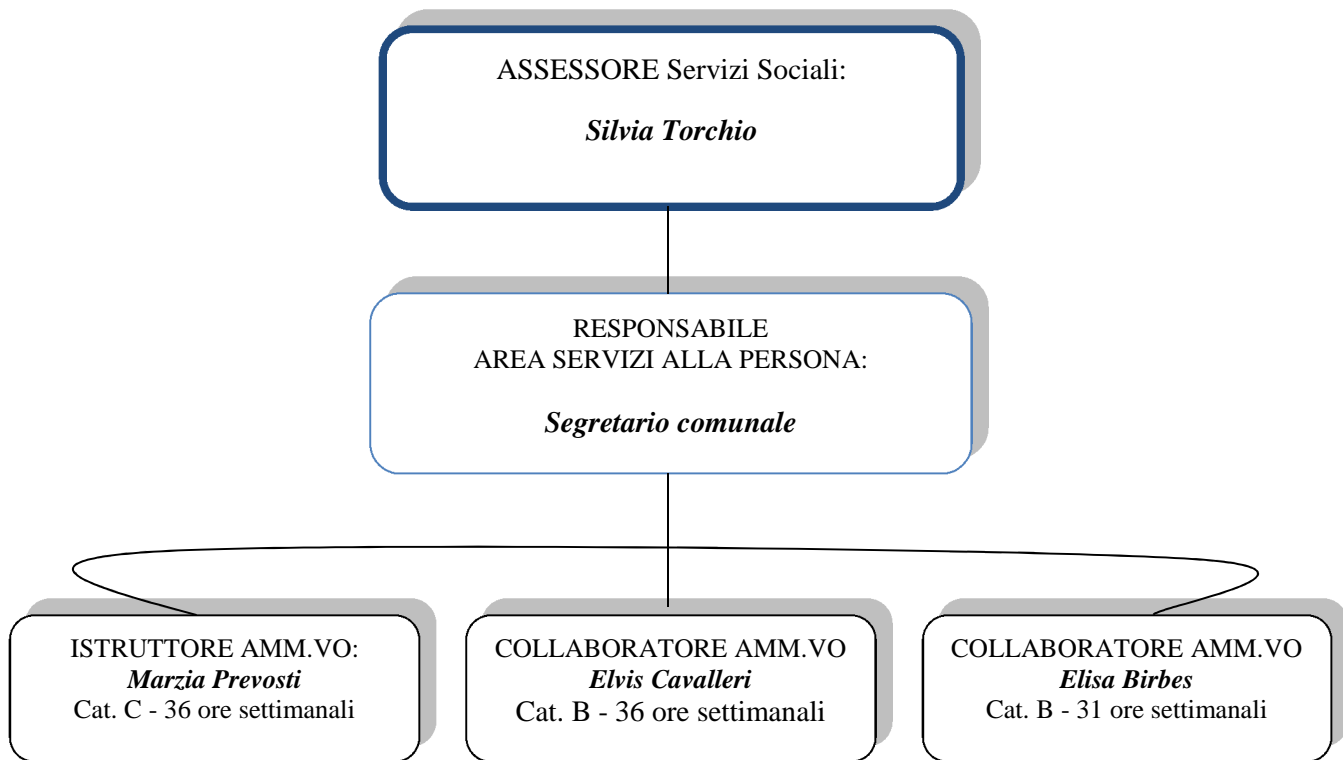 ASSESSORE Servizi Sociali:
Silvia Torchio
RESPONSABILE
AREA SERVIZI ALLA PERSONA:
Segretario comunale
ISTRUTTORE AMM.VO:
Marzia Prevosti
Cat. C - 36 ore settimanali
COLLABORATORE AMM.VO
Elvis Cavalleri
Cat. B - 36 ore settimanali
COLLABORATORE AMM.VO
Elisa Birbes
Cat. B - 31 ore settimanali